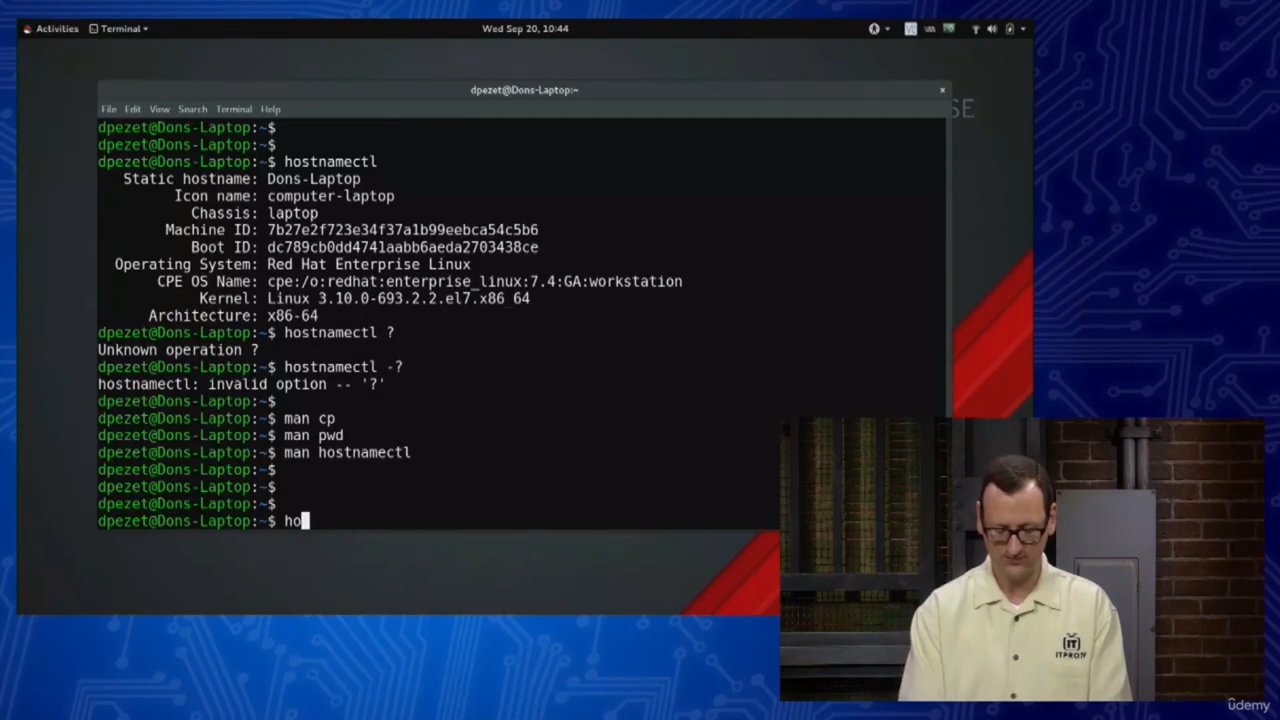 Activities Terminal Wed Sep 20, 10:44
dpezet@Dons-Laptop:~
SE
File Edit View Search Terminal Help
dpezet@Dons-Laptop:~$
dpezet@Dons-Laptop:~$
dpezet@Dons-Laptop:~$ hostnamectl
Static hostname: Dons-Laptop
Icon name: computer-laptop
Chassis: laptop
Machine ID: 7b27e2f723e34f37a1b99eebca54c5b6
Boot ID: dc789cb0dd4741aabb6aeda2703438ce
Operating System: Red Hat Enterprise Linux
CPE OS Name: cpe:/o:redhat:enterprise_linux:7.4:GA:workstation
Kernel: Linux 3.10.0-693.2.2.el7.x86_64
Architecture: x86-64
dpezet@Dons-Laptop:~$ hostnamectl ?
Unknown operation ?
dpezet@Dons-Laptop:~$ hostnamectl -?
hostnamectl: invalid option -- '?'
dpezet@Dons-Laptop:~$
dpezet@Dons-Laptop:~$ man cp
dpezet@Dons-Laptop:~$ man pwd
dpezet@Dons-Laptop:~$ man hostnamectl
dpezet@Dons-Laptop:~$
dpezet@Dons-Laptop:~$
dpezet@Dons-Laptop:~$
dpezet@Dons-Laptop:~$ ho
IT
ITPRO.TV
udemy